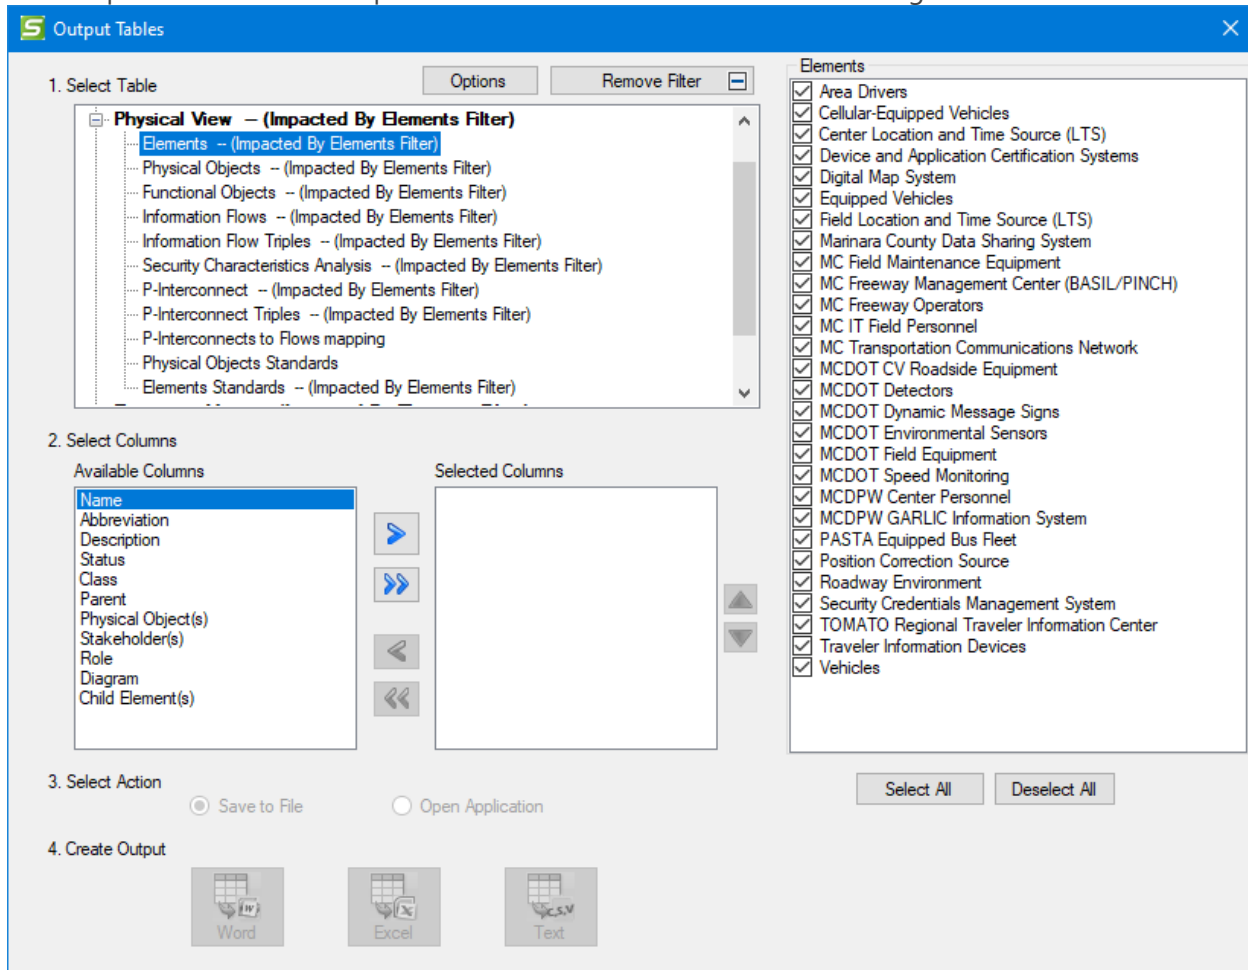 Output Tables
1. Select Table
Options
Remove Filter
Physical View -- (Impacted By Elements Filter)
Elements -- (Impacted By Elements Filter)
Physical Objects -- (Impacted By Elements Filter)
Functional Objects -- (Impacted By Elements Filter)
Information Flows -- (Impacted By Elements Filter)
Information Flow Triples -- (Impacted By Elements Filter)
Security Characteristics Analysis -- (Impacted By Elements Filter)
P-Interconnect -- (Impacted By Elements Filter)
P-Interconnect Triples -- (Impacted By Elements Filter)
P-Interconnects to Flows mapping
Physical Objects Standards
Elements Standards -- (Impacted By Elements Filter)
2. Select Columns
Available Columns
Name
Abbreviation
Description
Status
Class
Parent
Physical Object(s)
Stakeholder(s)
Role
Diagram
Child Element(s)
Selected Columns
3. Select Action
Save to File
Open Application
4. Create Output
Word
Excel
C,S,V
Text
Elements
Area Drivers
Cellular-Equipped Vehicles
Center Location and Time Source (LTS)
Device and Application Certification Systems
Digital Map System
Equipped Vehicles
Field Location and Time Source (LTS)
Marinara County Data Sharing System
MC Field Maintenance Equipment
MC Freeway Management Center (BASIL/PINCH)
MC Freeway Operators
MC IT Field Personnel
MC Transportation Communications Network
MCDOT CV Roadside Equipment
MCDOT Detectors
MCDOT Dynamic Message Signs
MCDOT Environmental Sensors
MCDOT Field Equipment
MCDOT Speed Monitoring
MCDPW Center Personnel
MCDPW GARLIC Information System
PASTA Equipped Bus Fleet
Position Correction Source
Roadway Environment
Security Credentials Management System
TOMATO Regional Traveler Information Center
Traveler Information Devices
Vehicles
Select All
Deselect All